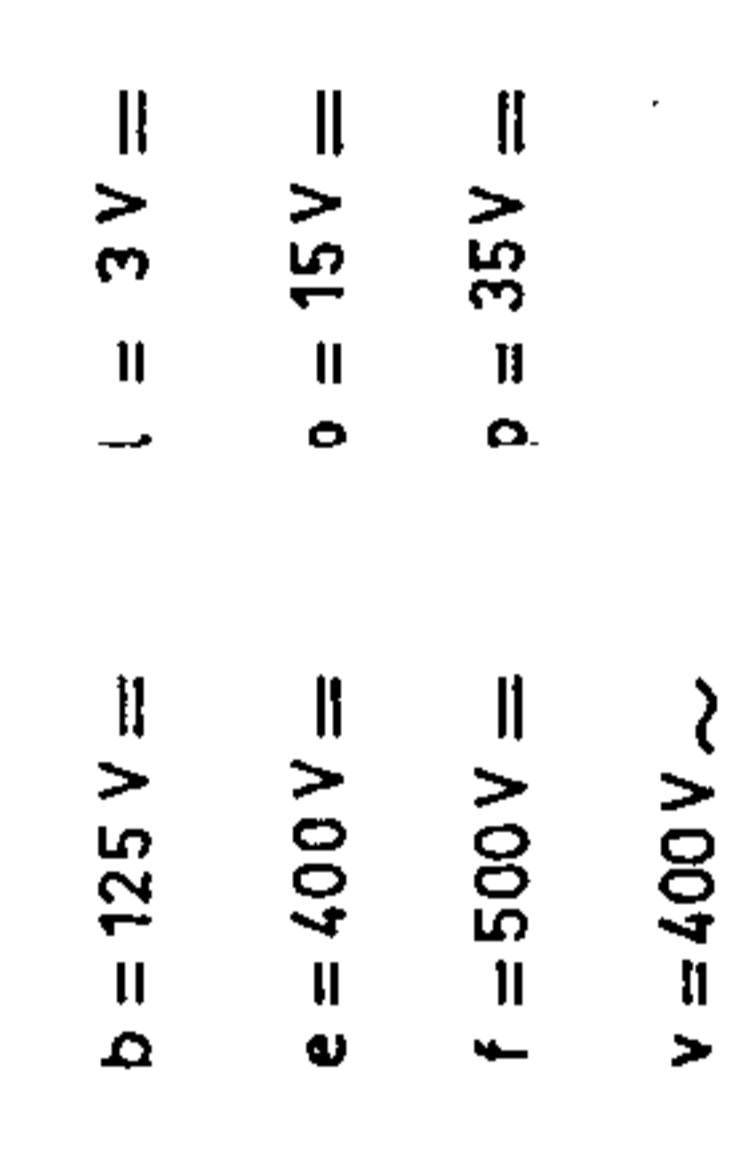 b = 125 V =   l = 3 V =
e = 400 V =   o = 15 V =
f = 500 V =   p = 35 V =
v = 400 V ~